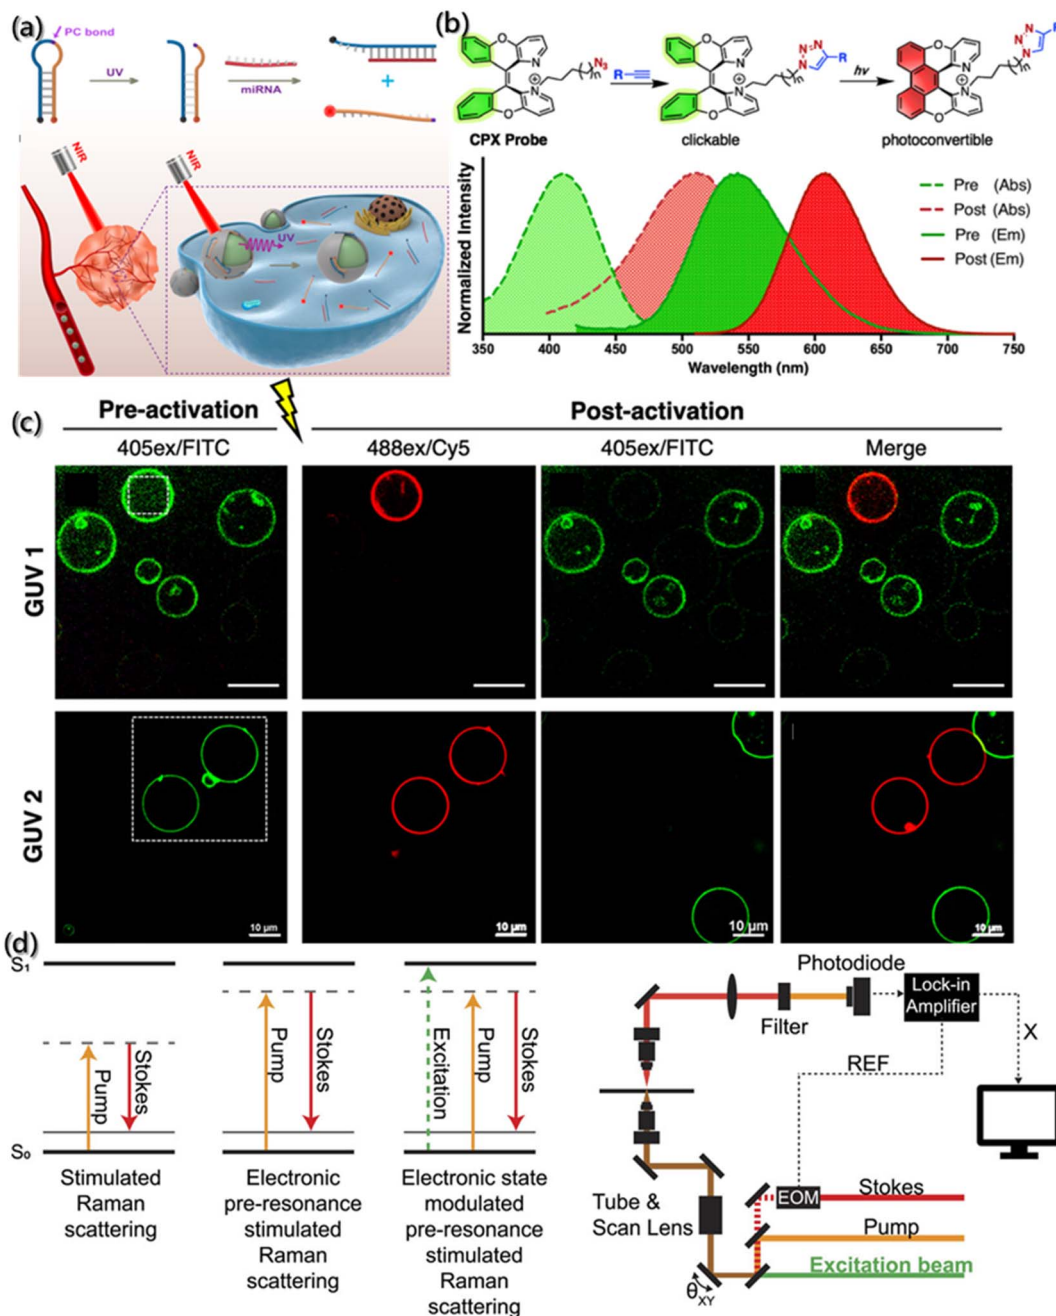 (a)
PC bond
UV
miRNA
+
NIR
NIR
UV
(b)
N3
R
n
N
N
+
O
O
CPX Probe
hν
clickable
photoconvertible
Normalized Intensity
Pre (Abs)
Post (Abs)
Pre (Em)
Post (Em)
350 400 450 500 550 600 650 700 750
Wavelength (nm)
(c)
Pre-activation
Post-activation
405ex/FITC
488ex/Cy5
405ex/FITC
Merge
GUV 1
GUV 2
10 μm
10 μm
10 μm
10 μm
(d)
S1
S0
Pump
Stokes
Pump
Stokes
Excitation
Pump
Stokes
Stimulated
Raman
scattering
Electronic
pre-resonance
stimulated
Raman
scattering
Electronic state
modulated
pre-resonance
stimulated
Raman
scattering
Photodiode
Filter
Lock-in
Amplifier
X
REF
Tube &
Scan Lens
EOM
Stokes
Pump
Excitation beam
θXY